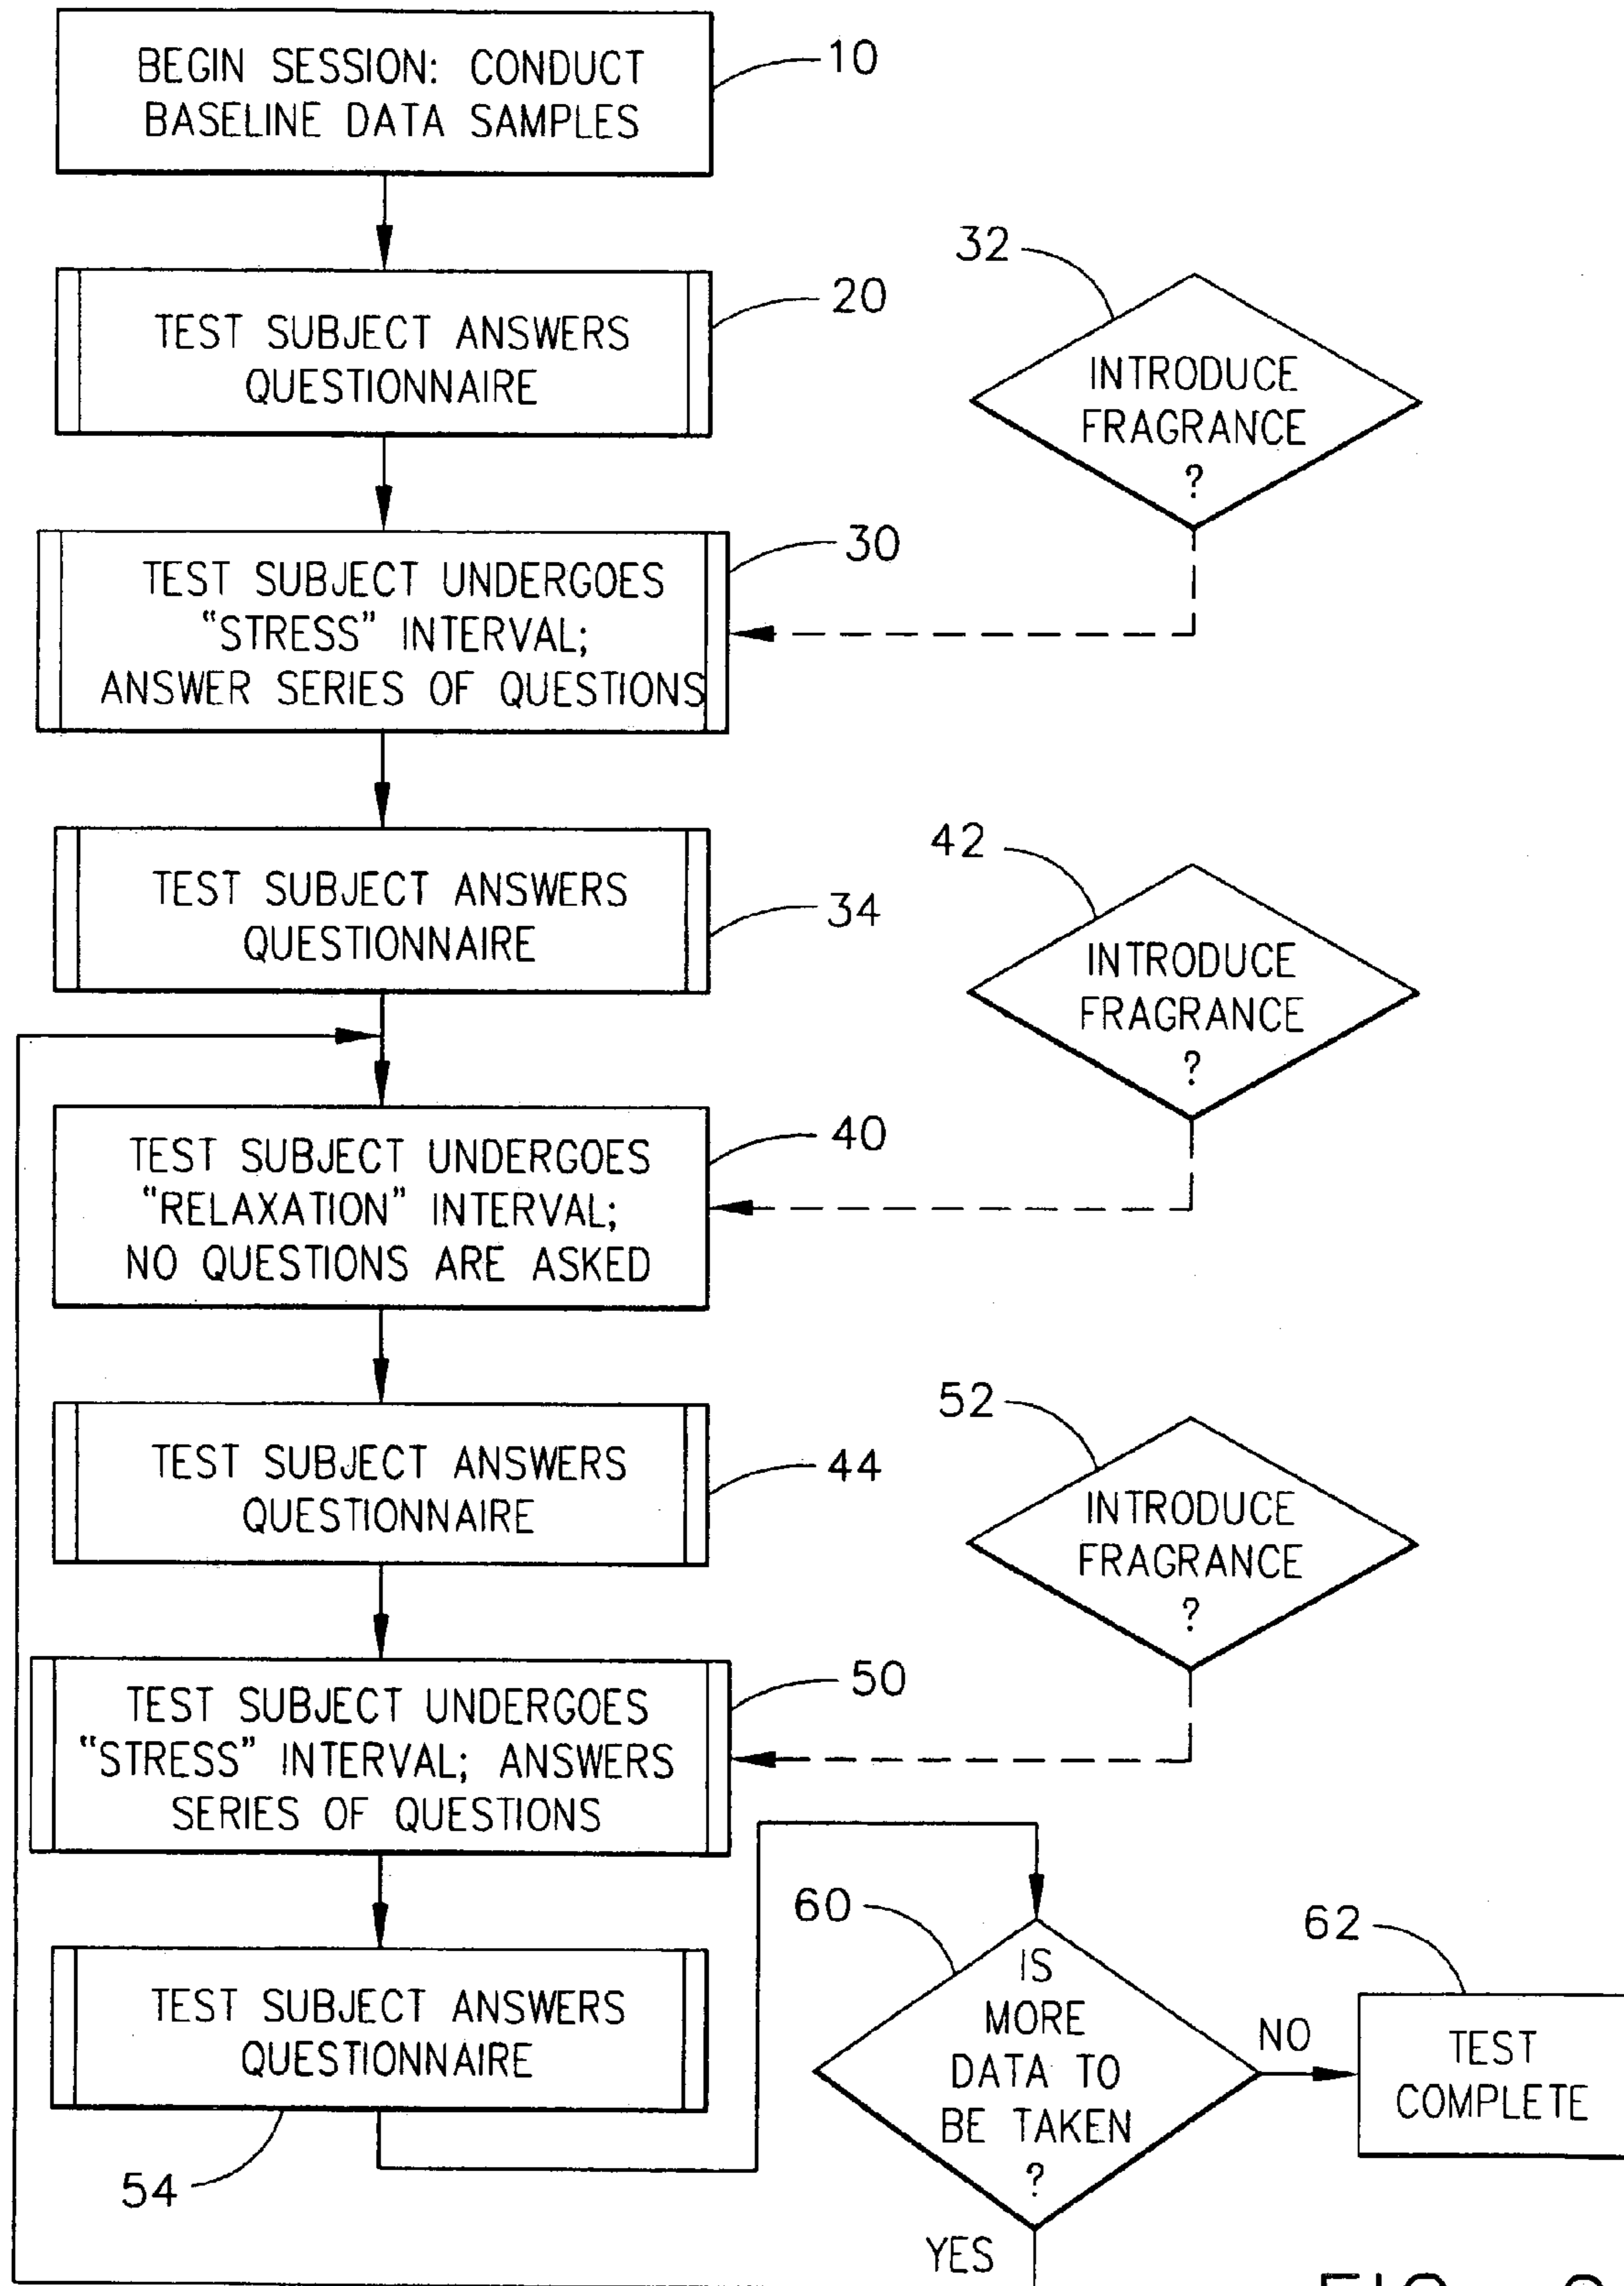 BEGIN SESSION: CONDUCT
BASELINE DATA SAMPLES
10
TEST SUBJECT ANSWERS
QUESTIONNAIRE
20
32
INTRODUCE
FRAGRANCE
?
TEST SUBJECT UNDERGOES
“STRESS” INTERVAL;
ANSWER SERIES OF QUESTIONS
30
TEST SUBJECT ANSWERS
QUESTIONNAIRE
34
42
INTRODUCE
FRAGRANCE
?
TEST SUBJECT UNDERGOES
“RELAXATION” INTERVAL;
NO QUESTIONS ARE ASKED
40
TEST SUBJECT ANSWERS
QUESTIONNAIRE
44
52
INTRODUCE
FRAGRANCE
?
TEST SUBJECT UNDERGOES
“STRESS” INTERVAL; ANSWERS
SERIES OF QUESTIONS
50
TEST SUBJECT ANSWERS
QUESTIONNAIRE
54
60
IS
MORE
DATA TO
BE TAKEN
?
NO
62
TEST
COMPLETE
YES